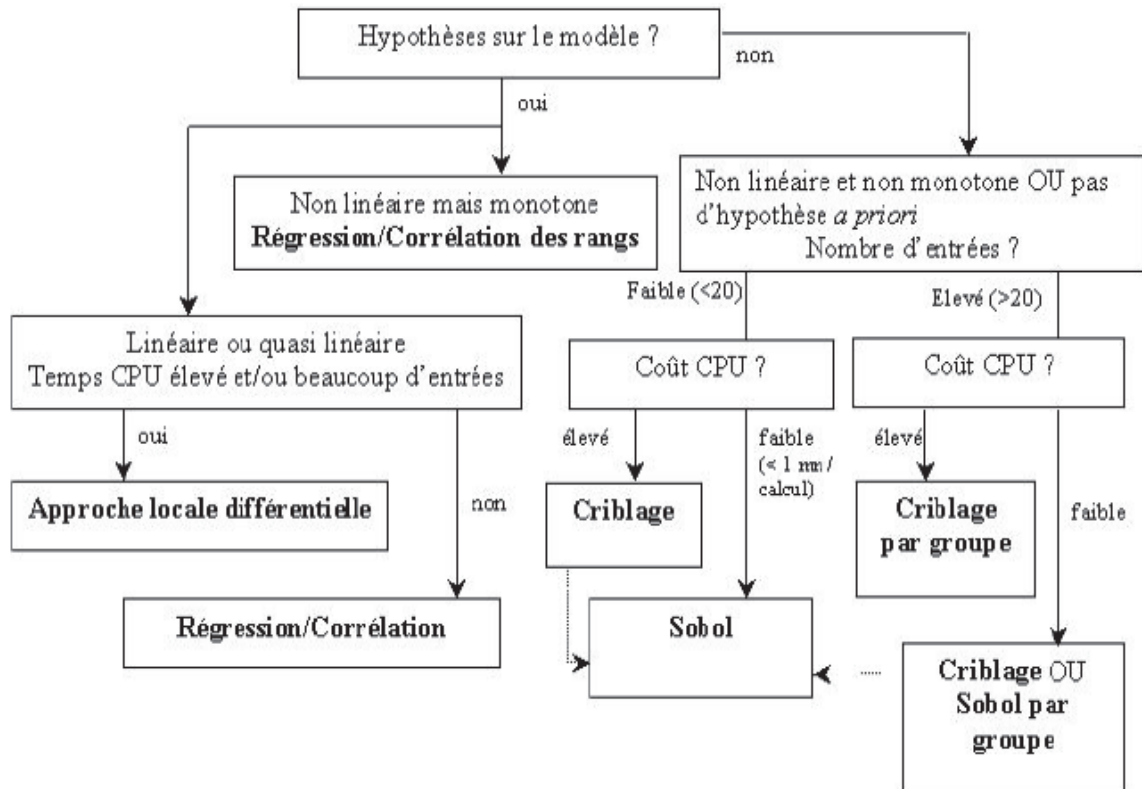 Hypothèses sur le modèle ?
non
oui
Non linéaire mais monotone
Régression/Corrélation des rangs
Non linéaire et non monotone OU pas
d'hypothèse a priori
Nombre d'entrées ?
Faible (<20)
Elevé (>20)
Linéaire ou quasi linéaire
Temps CPU élevé et/ou beaucoup d'entrées
Coût CPU ?
Coût CPU ?
oui
non
élevé
faible
(< 1 mn /
calcul)
élevé
faible
Approche locale différentielle
Criblage
Criblage
par groupe
Régression/Corrélation
Sobol
Criblage OU
Sobol par
groupe